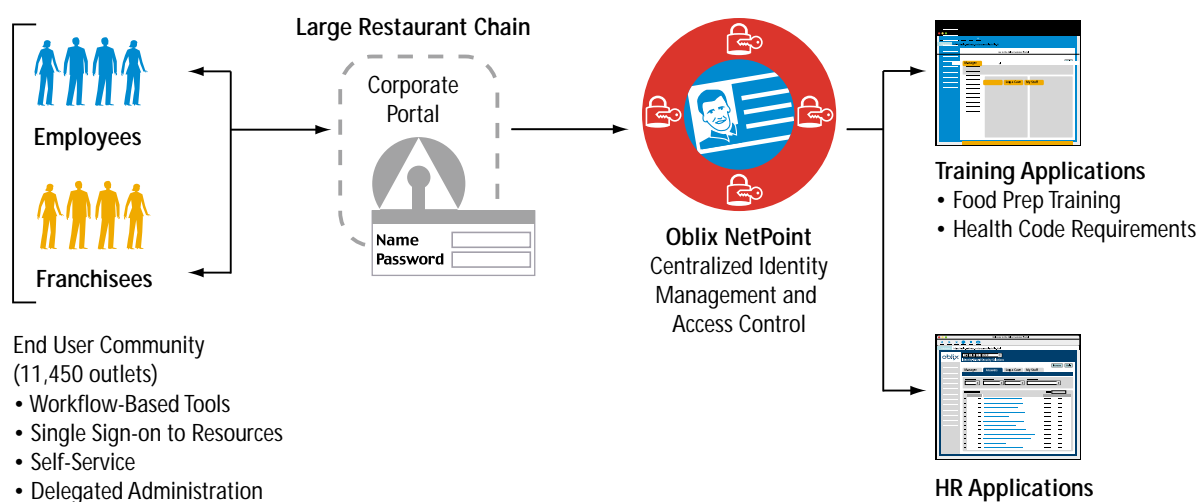 Large Restaurant Chain
Employees
Franchisees
Corporate
Portal
Name
Password
Oblix NetPoint
Centralized Identity
Management and
Access Control
Training Applications
• Food Prep Training
• Health Code Requirements
End User Community
(11,450 outlets)
• Workflow-Based Tools
• Single Sign-on to Resources
• Self-Service
• Delegated Administration
oblix
HR Applications